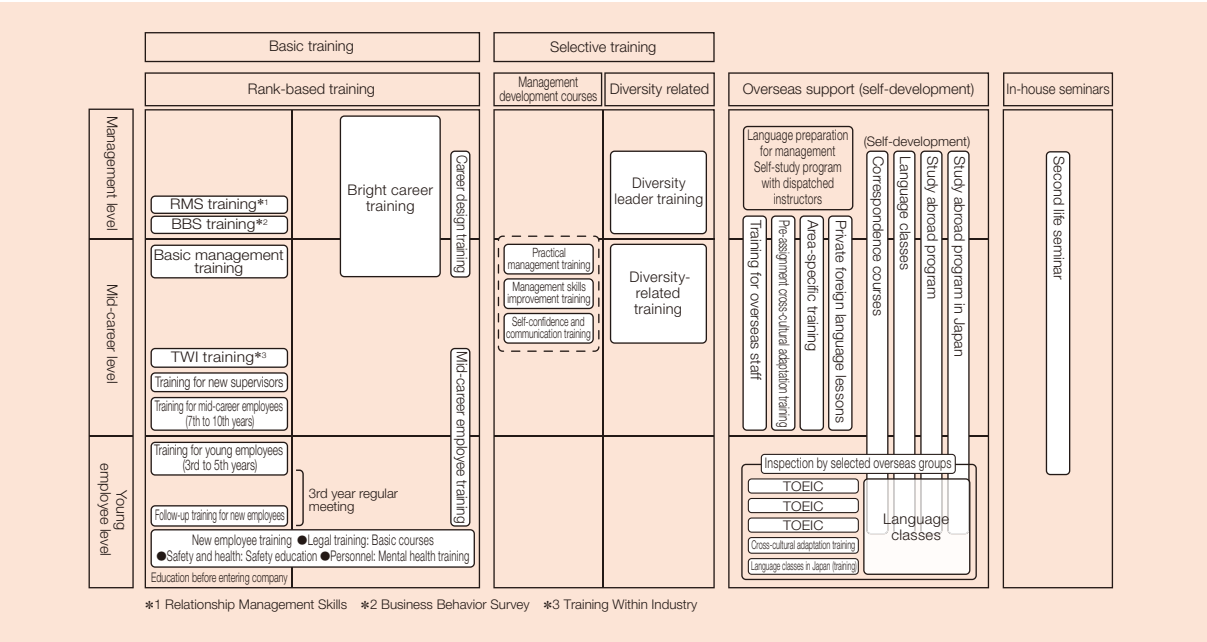 Basic training
Selective training
Rank-based training
Management
development courses
Diversity related
Overseas support (self-development)
In-house seminars
Management level
RMS training*1
BBS training*2
Bright career
training
Career design training
Diversity
leader training
Language preparation
for management
Self-study program
with dispatched
instructors
(Self-development)
Correspondence courses
Language classes
Study abroad program
Study abroad program in Japan
Second life seminar
Mid-career level
Basic management
training
TWI training*3
Training for new supervisors
Training for mid-career employees
(7th to 10th years)
Mid-career employee training
Practical
management training
Management skills
improvement training
Self-confidence and
communication training
Diversity-
related
training
Training for overseas staff
Pre-assignment cross-cultural adaptation training
Area-specific training
Private foreign language lessons
Young
employee level
Training for young employees
(3rd to 5th years)
3rd year regular
meeting
Follow-up training for new employees
New employee training ●Legal training: Basic courses
●Safety and health: Safety education ●Personnel: Mental health training
Education before entering company
Inspection by selected overseas groups
TOEIC
TOEIC
TOEIC
Cross-cultural adaptation training
Language classes in Japan (training)
Language
classes
*1 Relationship Management Skills *2 Business Behavior Survey *3 Training Within Industry